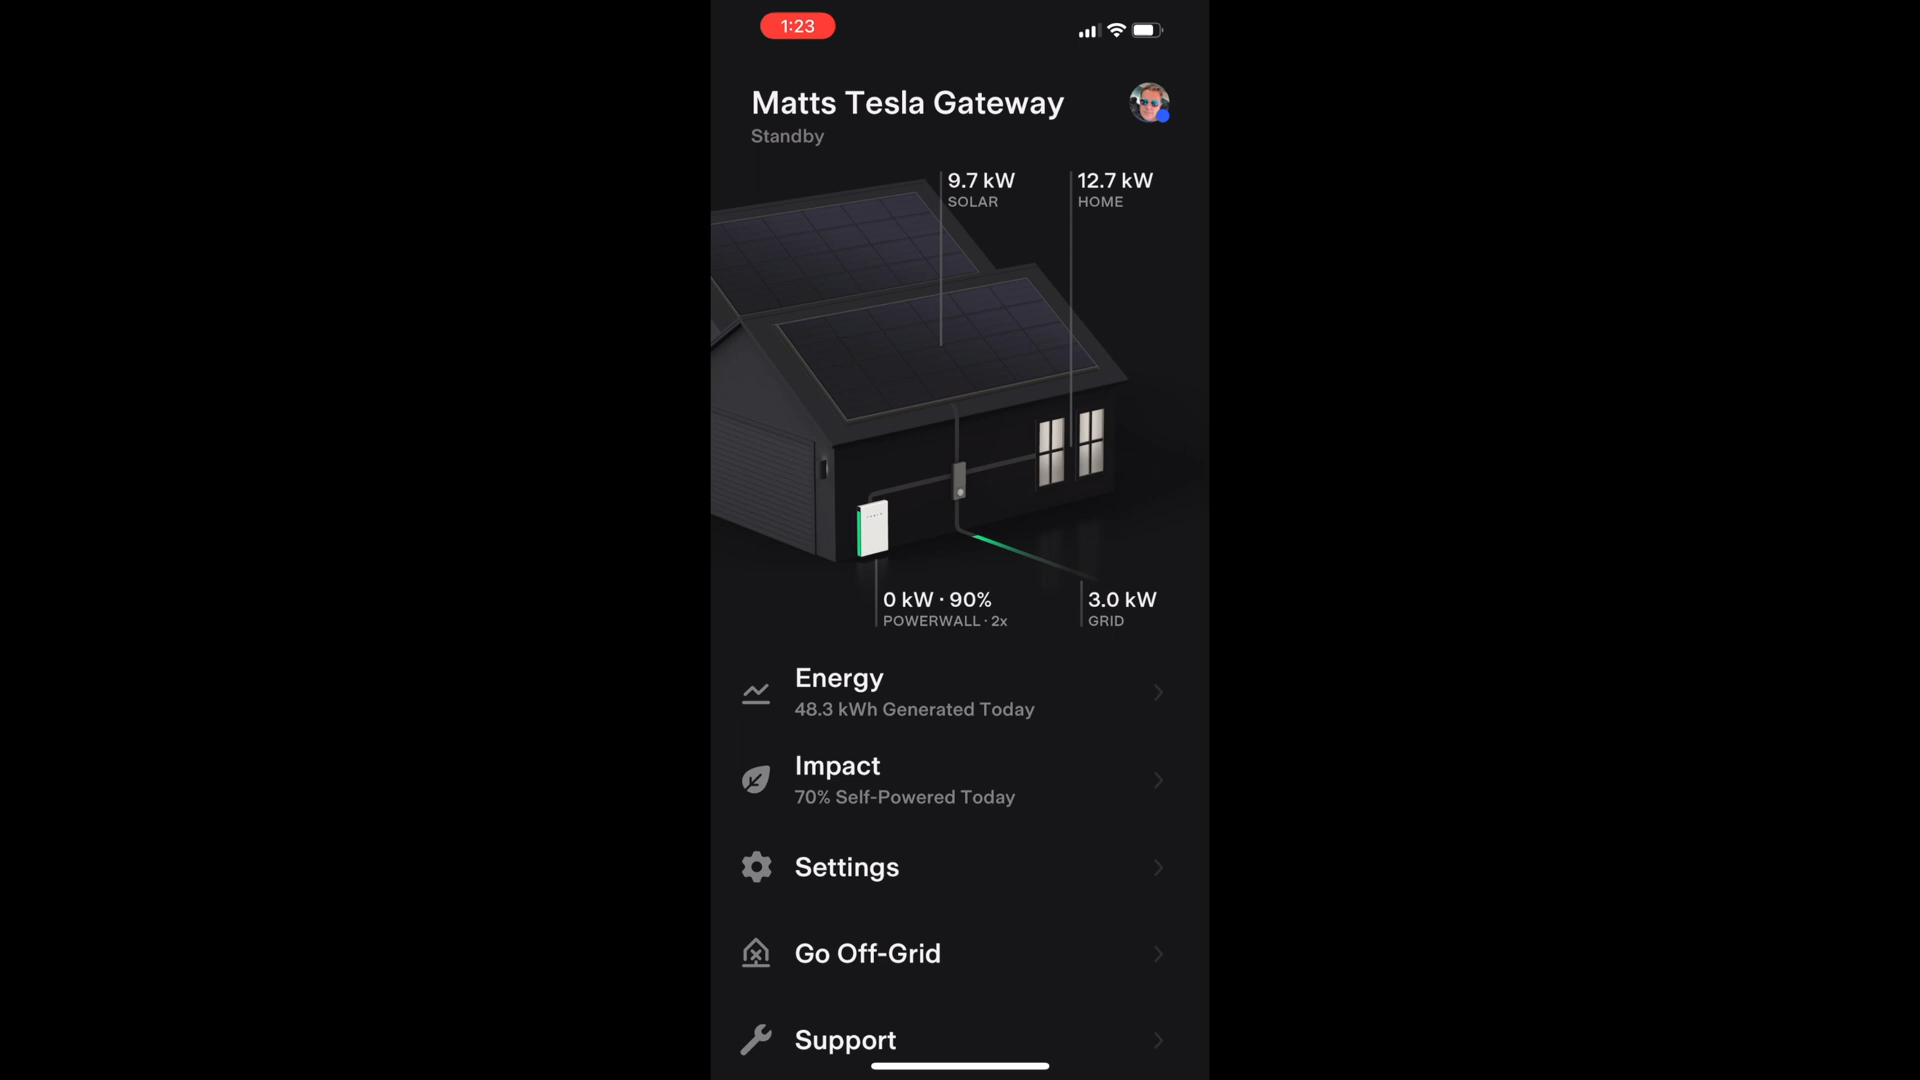 1:23
Matts Tesla Gateway
Standby
9.7 kW
SOLAR
12.7 kW
HOME
TESLA
0 kW · 90%
POWERWALL · 2x
3.0 kW
GRID
Energy
48.3 kWh Generated Today
Impact
70% Self-Powered Today
Settings
Go Off-Grid
Support